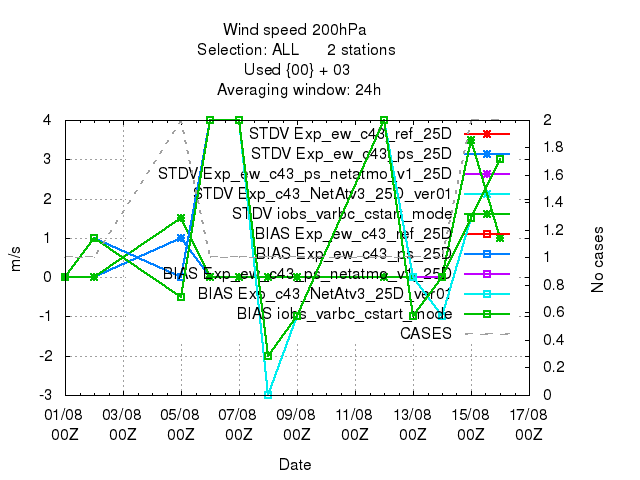 Wind speed 200hPa
Selection: ALL 2 stations
Used {00} + 03
Averaging window: 24h
4
3
2
1
0
-1
-2
-3
m/s
2
1.8
1.6
1.4
1.2
1
0.8
0.6
0.4
0.2
0
No cases
STDV Exp_ew_c43_ref_25D
STDV Exp_ew_c43_ps_25D
STDV Exp_ew_c43_ps_netatmo_v1_25D
STDV Exp_c43_NetAtv3_25D_ver01
STDV iobs_varbc_cstart_mode
BIAS Exp_ew_c43_ref_25D
BIAS Exp_ew_c43_ps_25D
BIAS Exp_ew_c43_ps_netatmo_v1_25D
BIAS Exp_c43_NetAtv3_25D_ver01
BIAS iobs_varbc_cstart_mode
CASES
01/08 03/08 05/08 07/08 09/08 11/08 13/08 15/08 17/08
00Z 00Z 00Z 00Z 00Z 00Z 00Z 00Z 00Z
Date